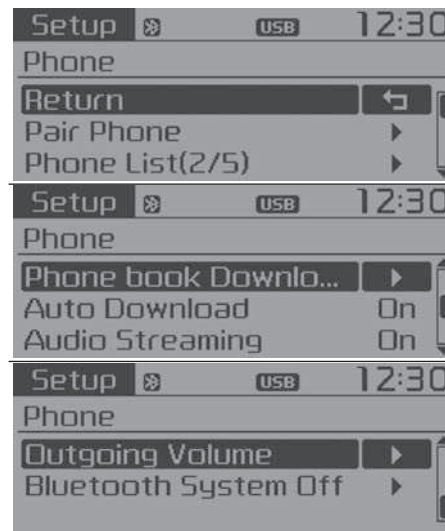 Setup USB 12:30
Phone
Return
Pair Phone
Phone List(2/5)
Setup USB 12:30
Phone
Phone book Downlo...
Auto Download On
Audio Streaming On
Setup USB 12:30
Phone
Outgoing Volume
Bluetooth System Off